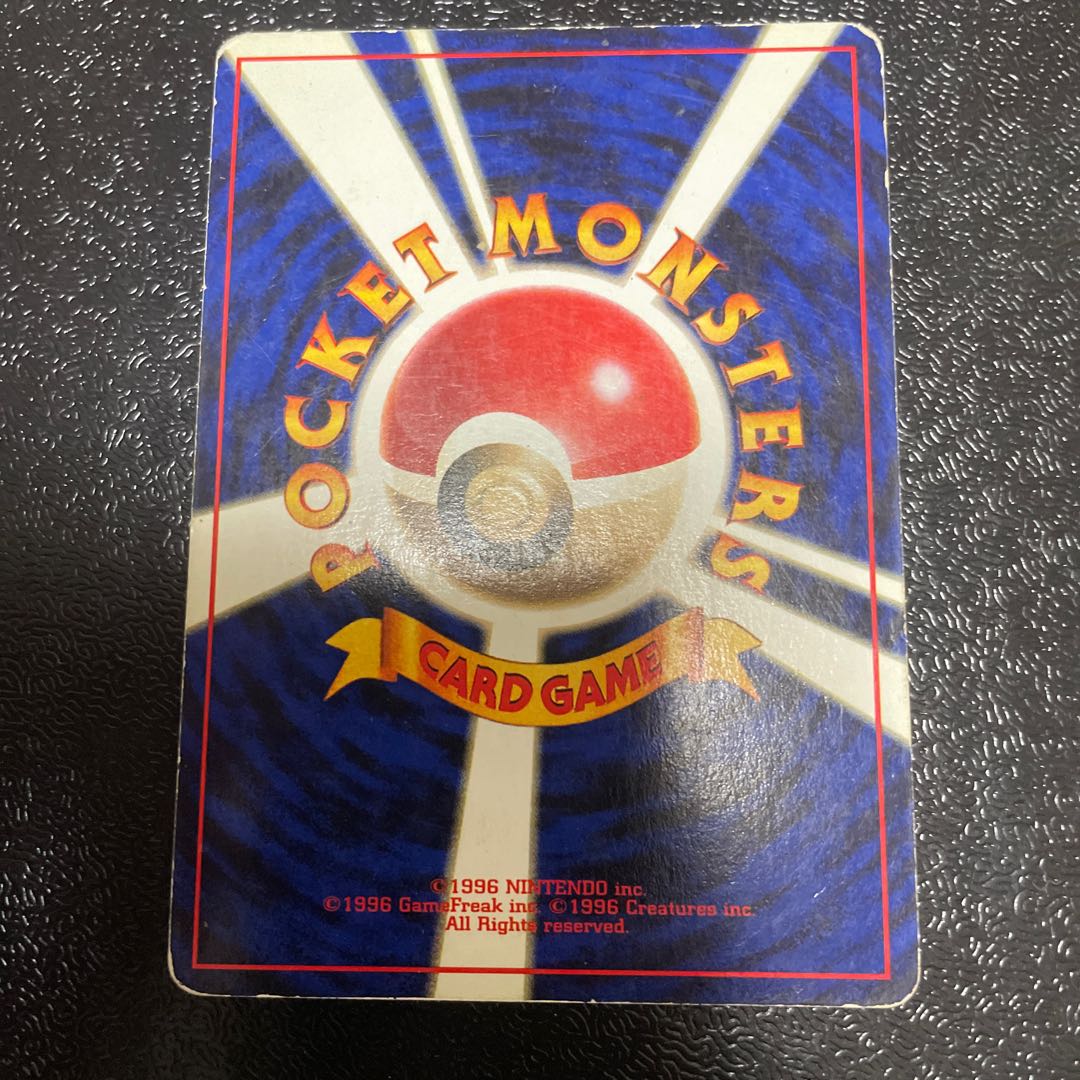 POCKET MONSTERS
CARD GAME
©1996 NINTENDO inc.
©1996 GameFreak inc. ©1996 Creatures inc.
All Rights reserved.